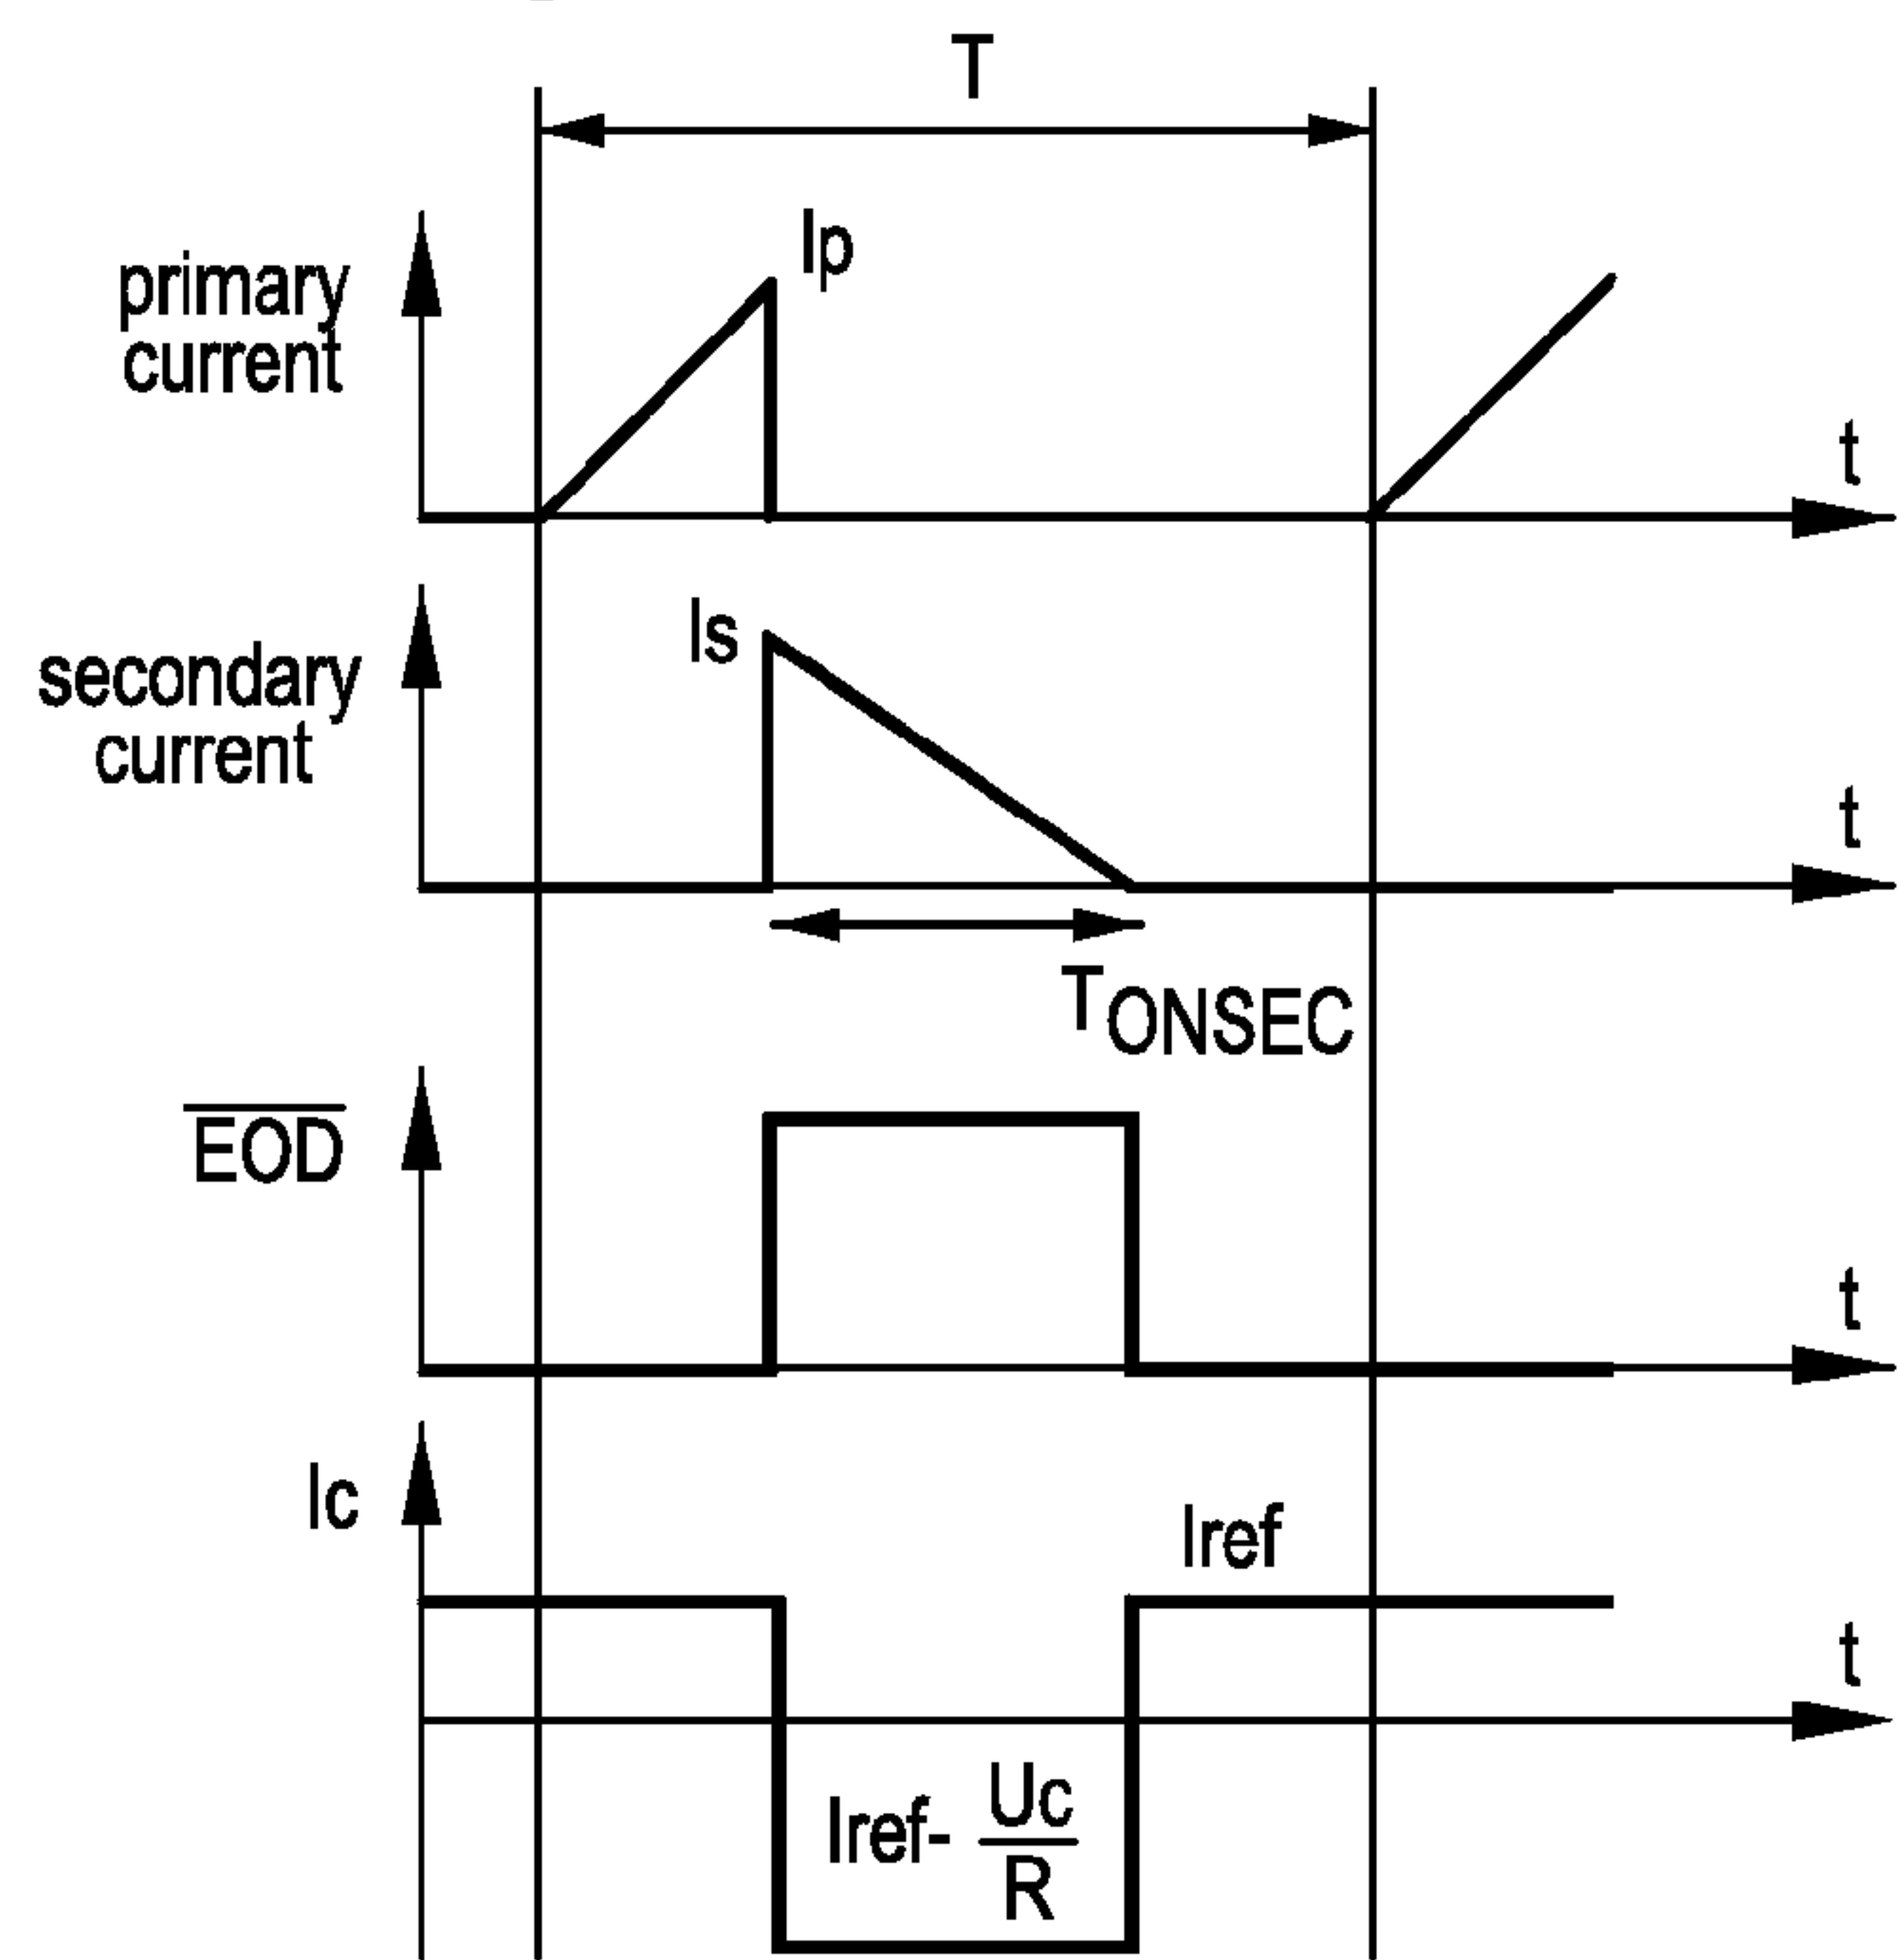 T
Ip
primary
current
t
Is
secondary
current
t
TONSEC
EOD
t
Ic
Iref
t
Iref- Uc
R